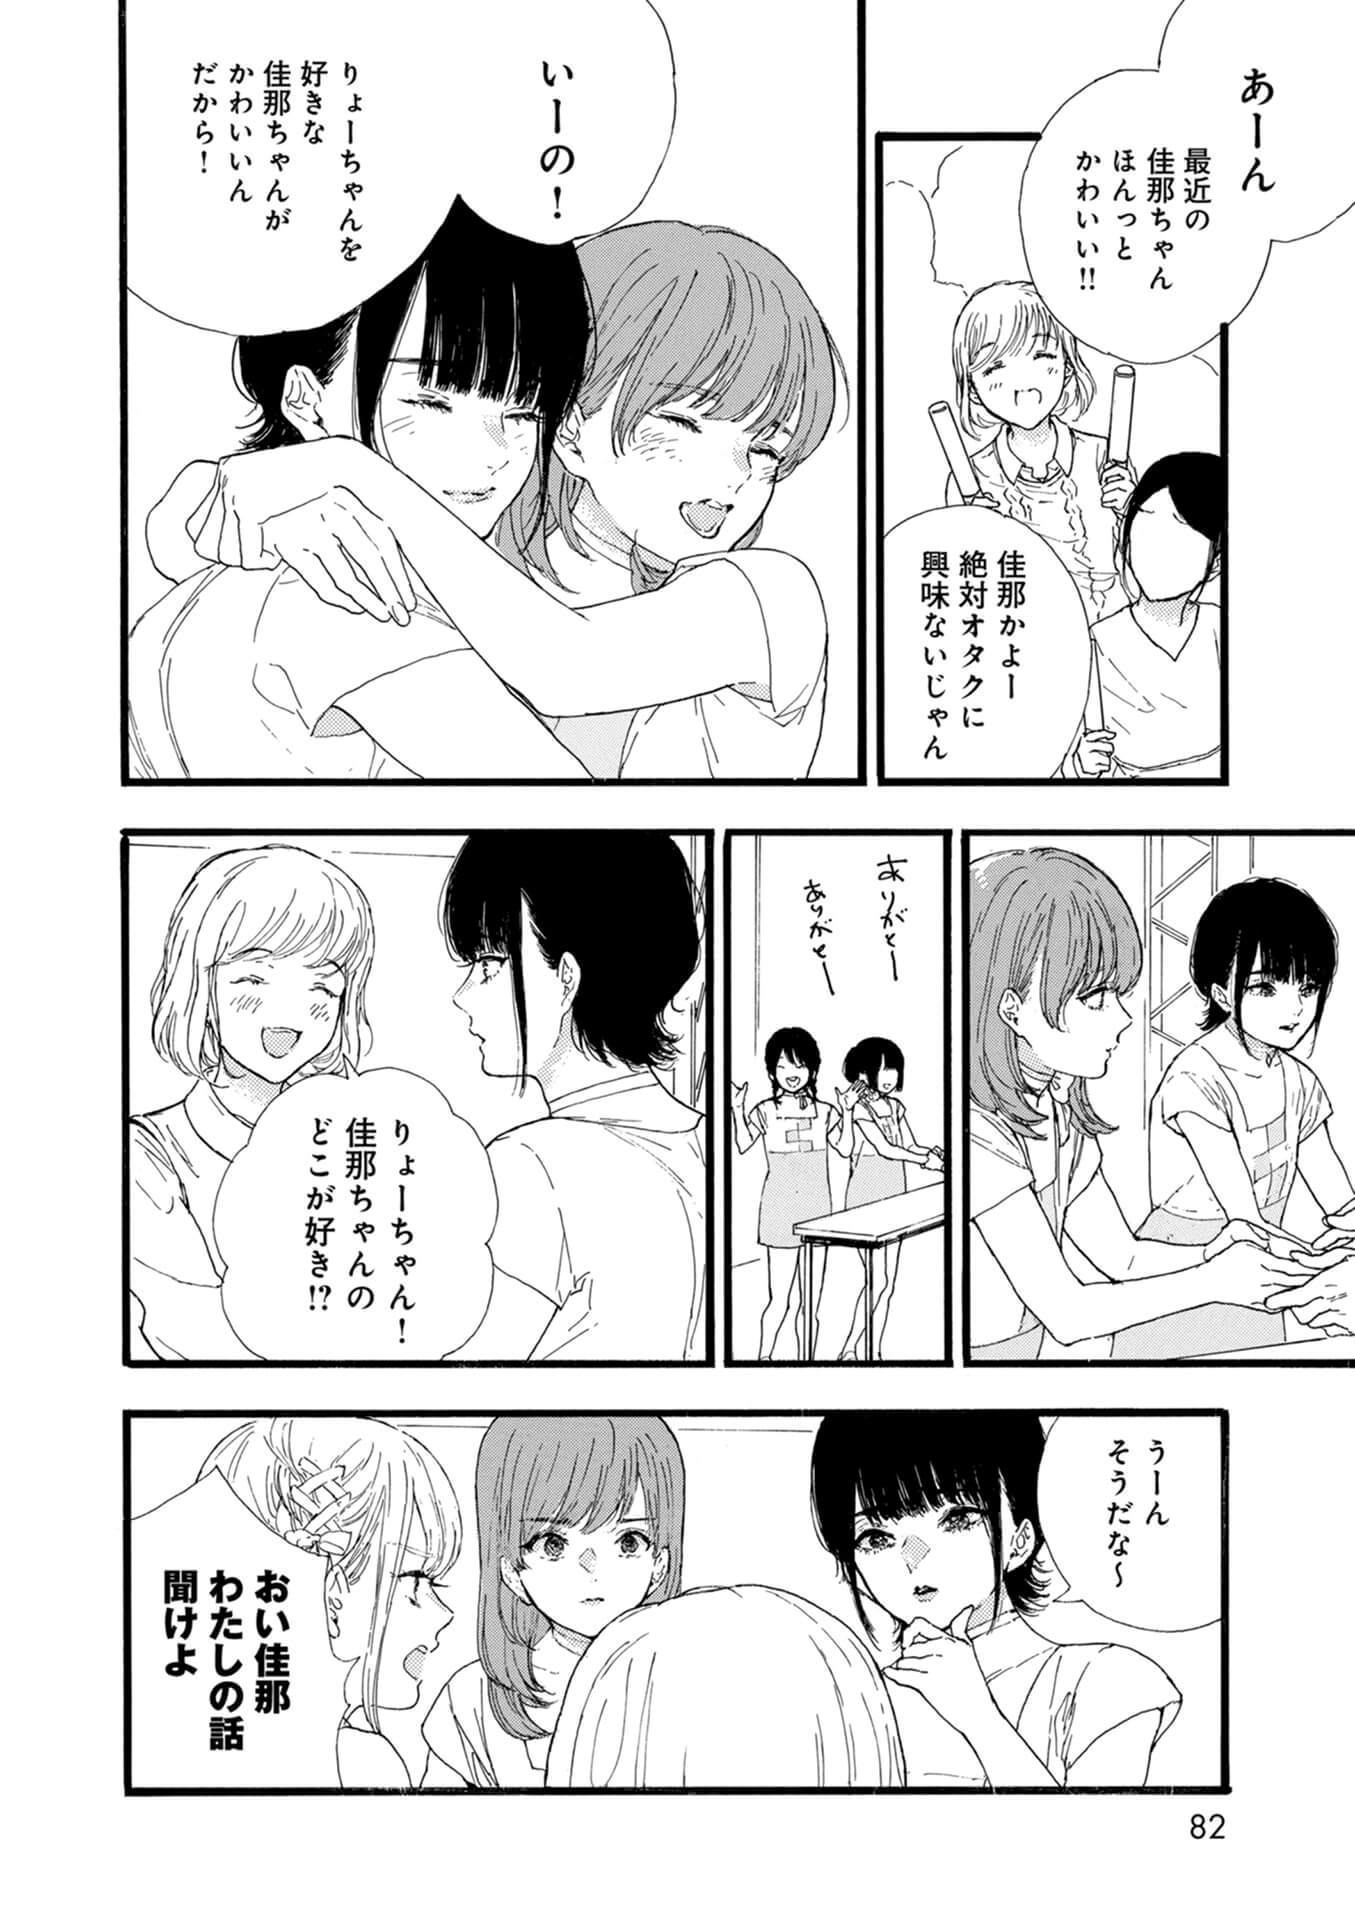 あーん
最近の
佳那ちゃん
ほんっと
かわいい!!
佳那かよー
絶対オタクに
興味ないじゃん
いーの！
りょーちゃんを
好きな
佳那ちゃんが
かわいいん
だから！
ありがとー
ありがとー
りょーちゃん！
佳那ちゃんの
どこが好き!?
うーん
そうだな〜
おい佳那
わたしの話
聞けよ
82